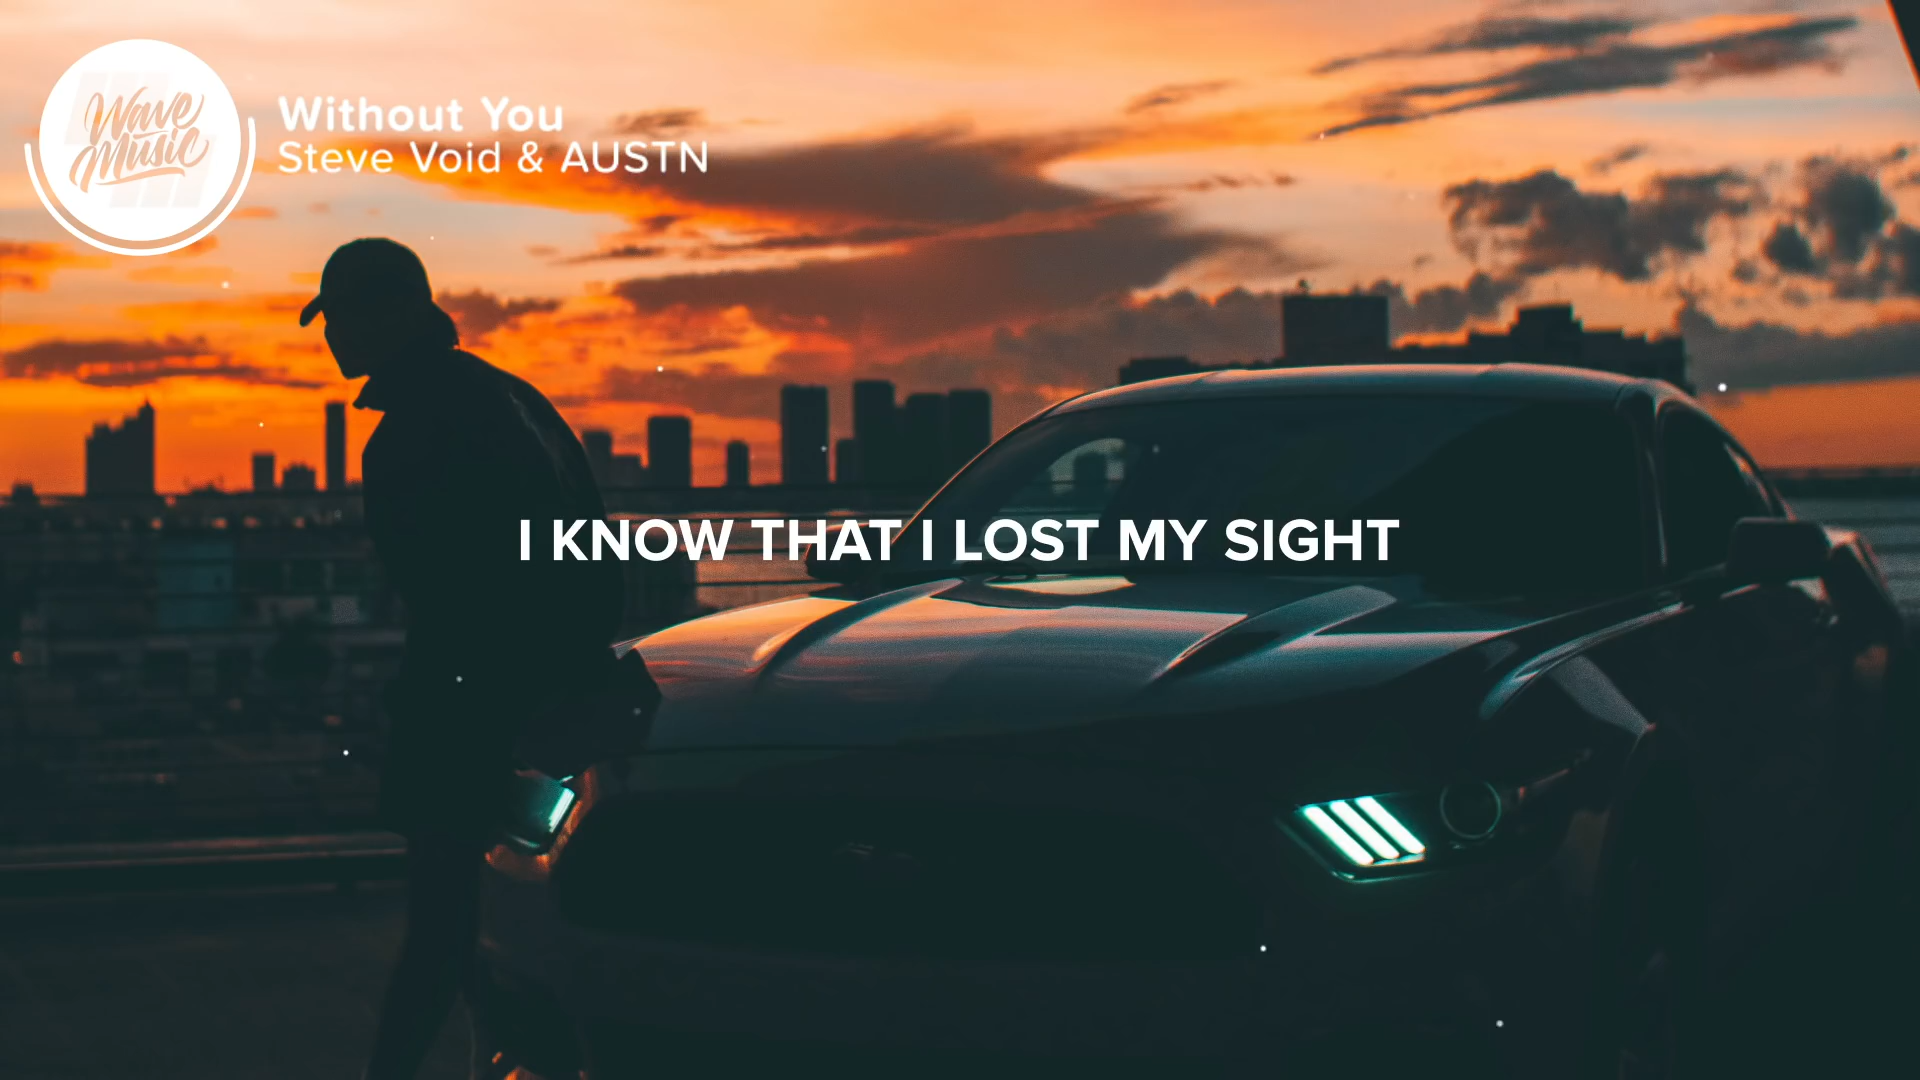 Wave
Music
Without You
Steve Void & AUSTN
I KNOW THAT I LOST MY SIGHT